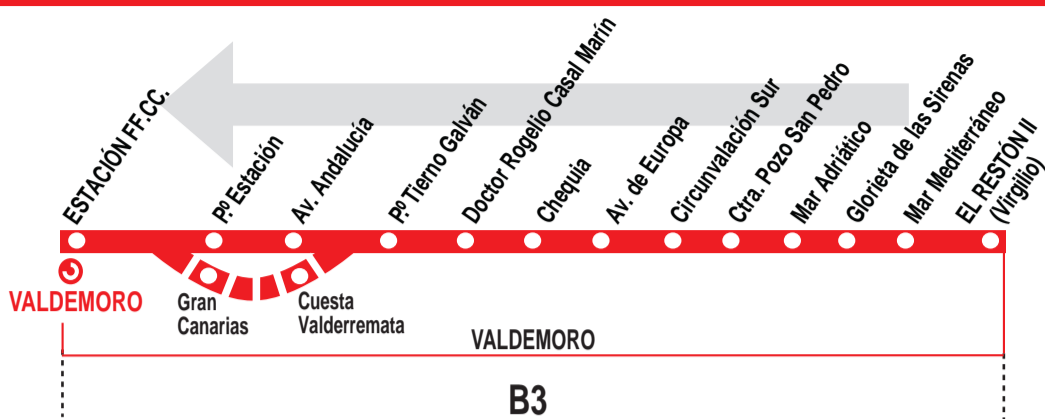 ESTACIÓN FF.CC.
Pº Estación
Av. Andalucía
Pº Tierno Galván
Doctor Rogelio Casal Marín
Chequia
Av. de Europa
Circunvalación Sur
Ctra. Pozo San Pedro
Mar Adriático
Glorieta de las Sirenas
Mar Mediterráneo
EL RESTÓN II
(Virgilio)
VALDEMORO
Gran
Canarias
Cuesta
Valderremata
VALDEMORO
B3